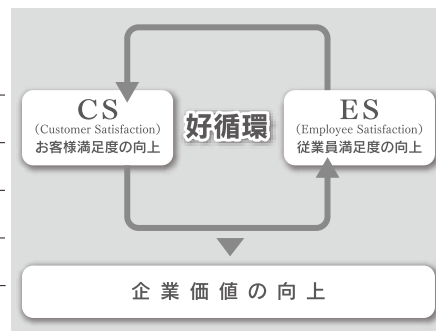 CS
(Customer Satisfaction)
お客様満足度の向上
好循環
ES
(Employee Satisfaction)
従業員満足度の向上
企業価値の向上